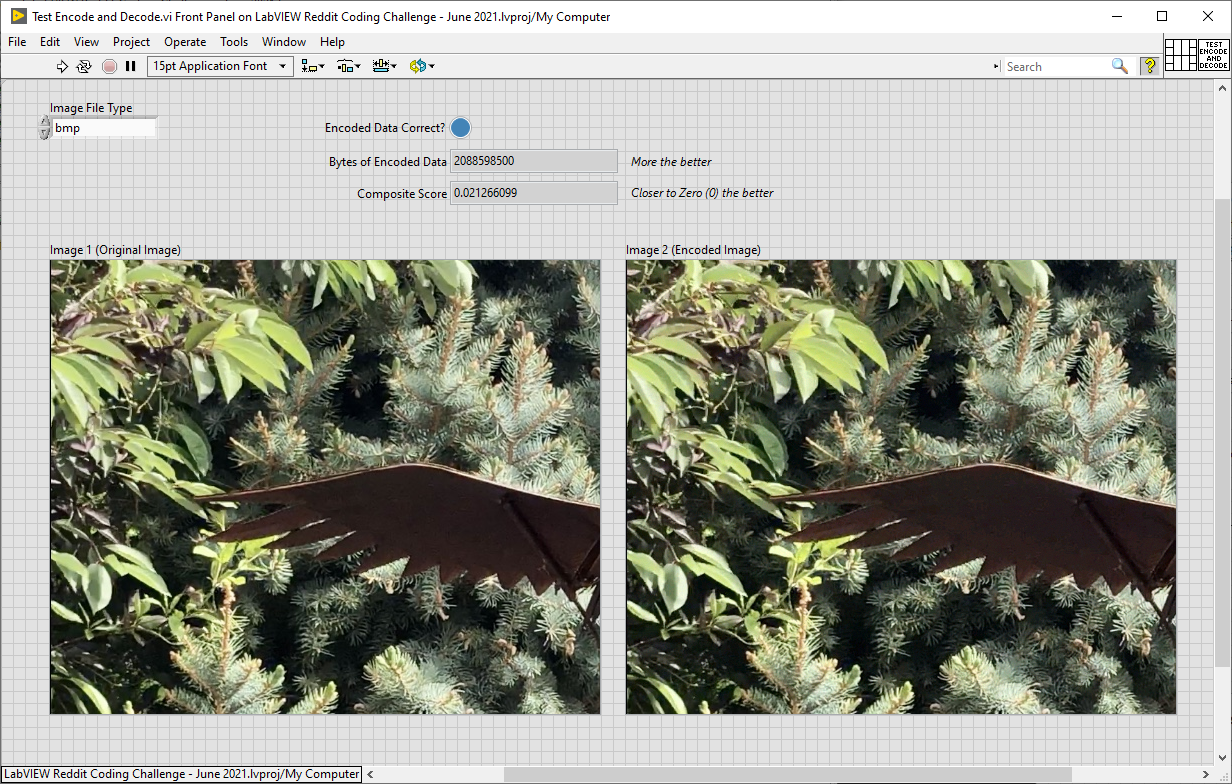 Test Encode and Decode.vi Front Panel on LabVIEW Reddit Coding Challenge - June 2021.lvproj/My Computer
File Edit View Project Operate Tools Window Help
15pt Application Font
Search
?
TEST
ENCODE
AND
DECODE
Image File Type
bmp
Encoded Data Correct?
Bytes of Encoded Data 2088598500 More the better
Composite Score 0.021266099 Closer to Zero (0) the better
Image 1 (Original Image) Image 2 (Encoded Image)
LabVIEW Reddit Coding Challenge - June 2021.lvproj/My Computer